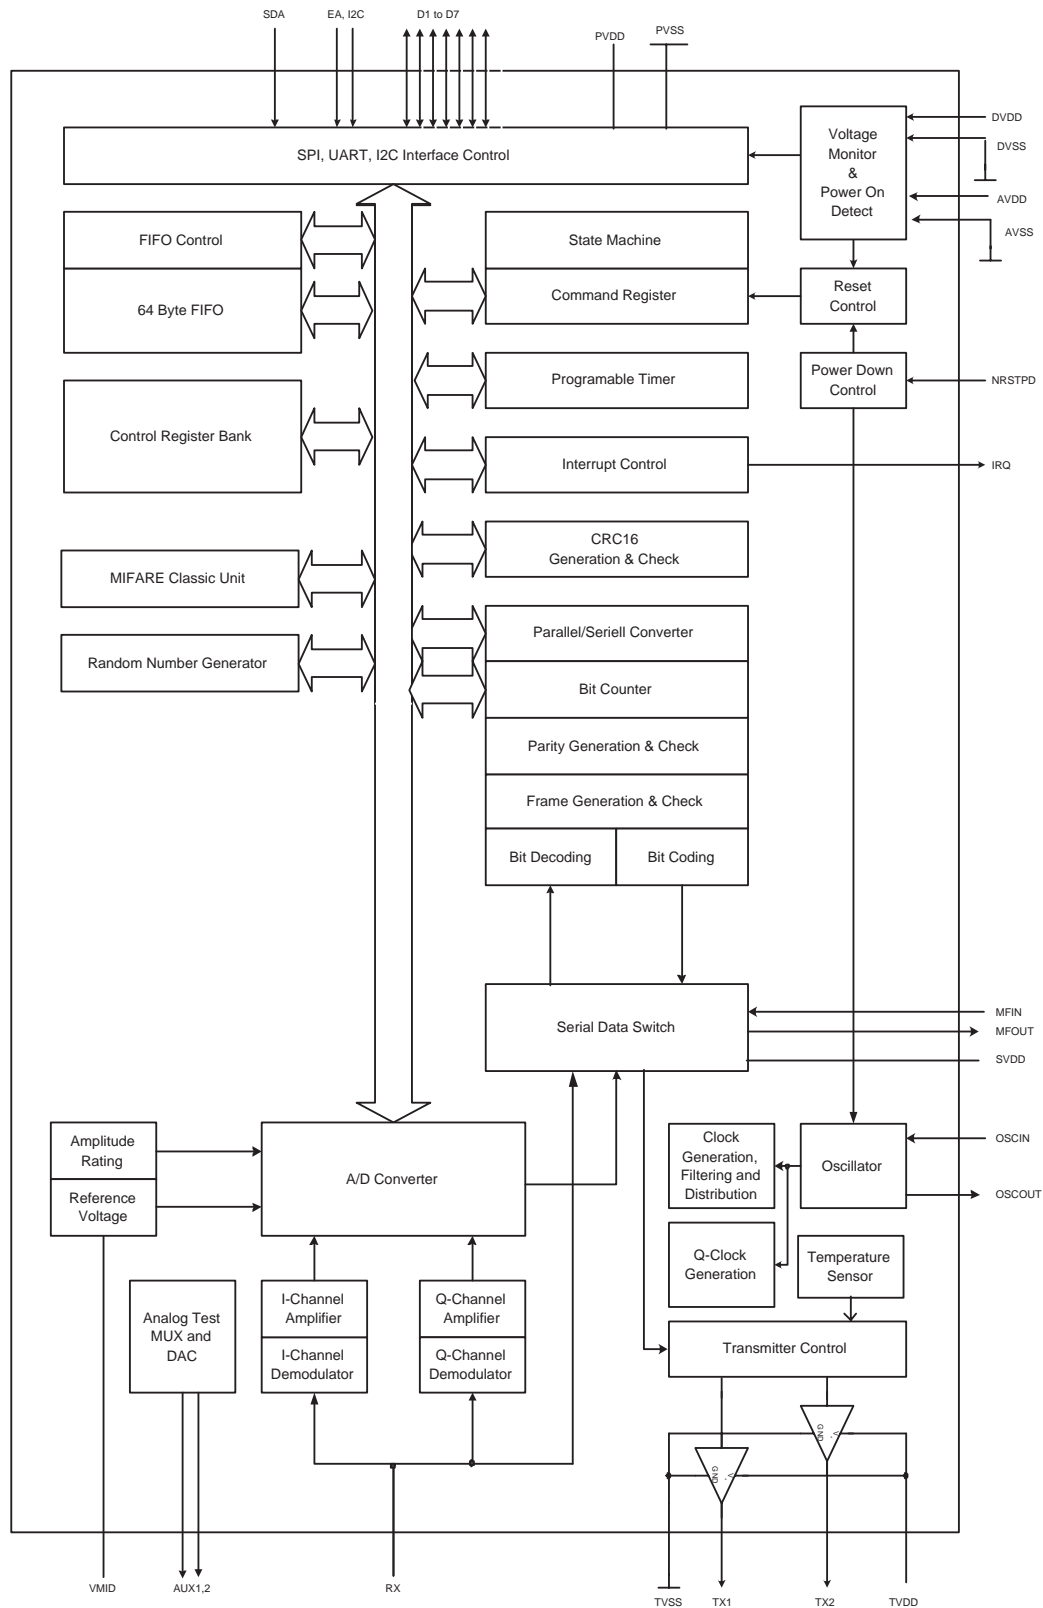 SDA
EA, I2C
D1 to D7
PVDD
PVSS
SPI, UART, I2C Interface Control
Voltage
Monitor
&
Power On
Detect
DVDD
DVSS
AVDD
AVSS
FIFO Control
64 Byte FIFO
State Machine
Command Register
Reset
Control
Control Register Bank
Programable Timer
Power Down
Control
NRSTPD
Interrupt Control
IRQ
CRC16
Generation & Check
MIFARE Classic Unit
Random Number Generator
Parallel/Seriell Converter
Bit Counter
Parity Generation & Check
Frame Generation & Check
Bit Decoding
Bit Coding
Serial Data Switch
MFIN
MFOUT
SVDD
Amplitude
Rating
Reference
Voltage
A/D Converter
Clock
Generation,
Filtering and
Distribution
Oscillator
OSCIN
OSCOUT
Q-Clock
Generation
Temperature
Sensor
Analog Test
MUX and
DAC
I-Channel
Amplifier
I-Channel
Demodulator
Q-Channel
Amplifier
Q-Channel
Demodulator
Transmitter Control
GND
GND
VMID
AUX1,2
RX
TVSS
TX1
TX2
TVDD